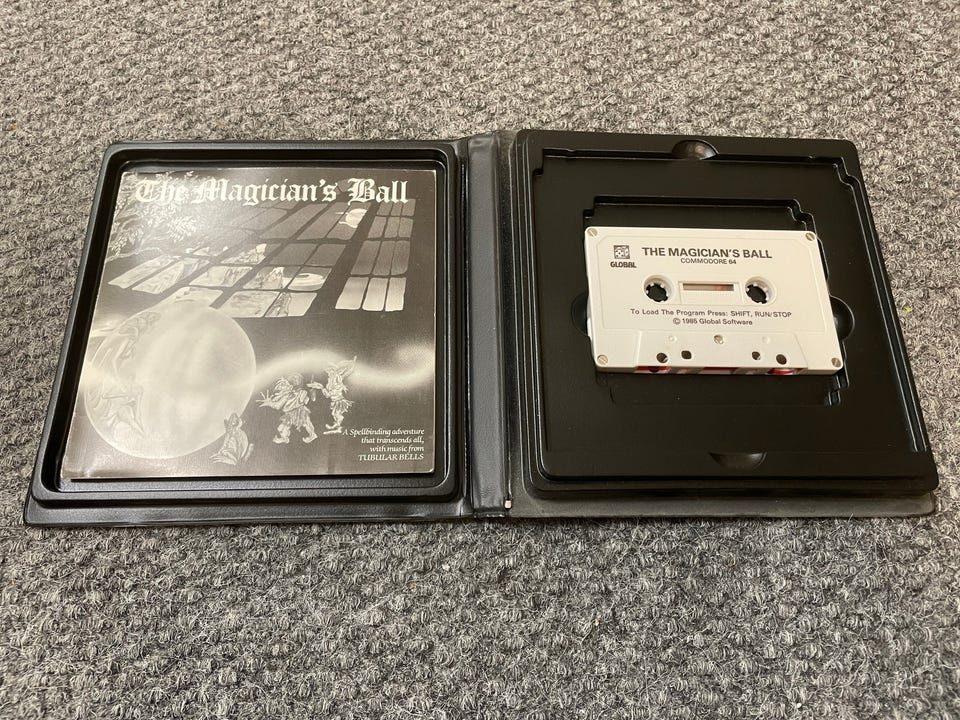 The Magician's Ball
A Spellbinding adventure
that transcends all,
with music from
TUBULAR BELLS
GLOBAL
THE MAGICIAN'S BALL
COMMODORE 64
To Load The Program Press: SHIFT, RUN/STOP
© 1985 Global Software